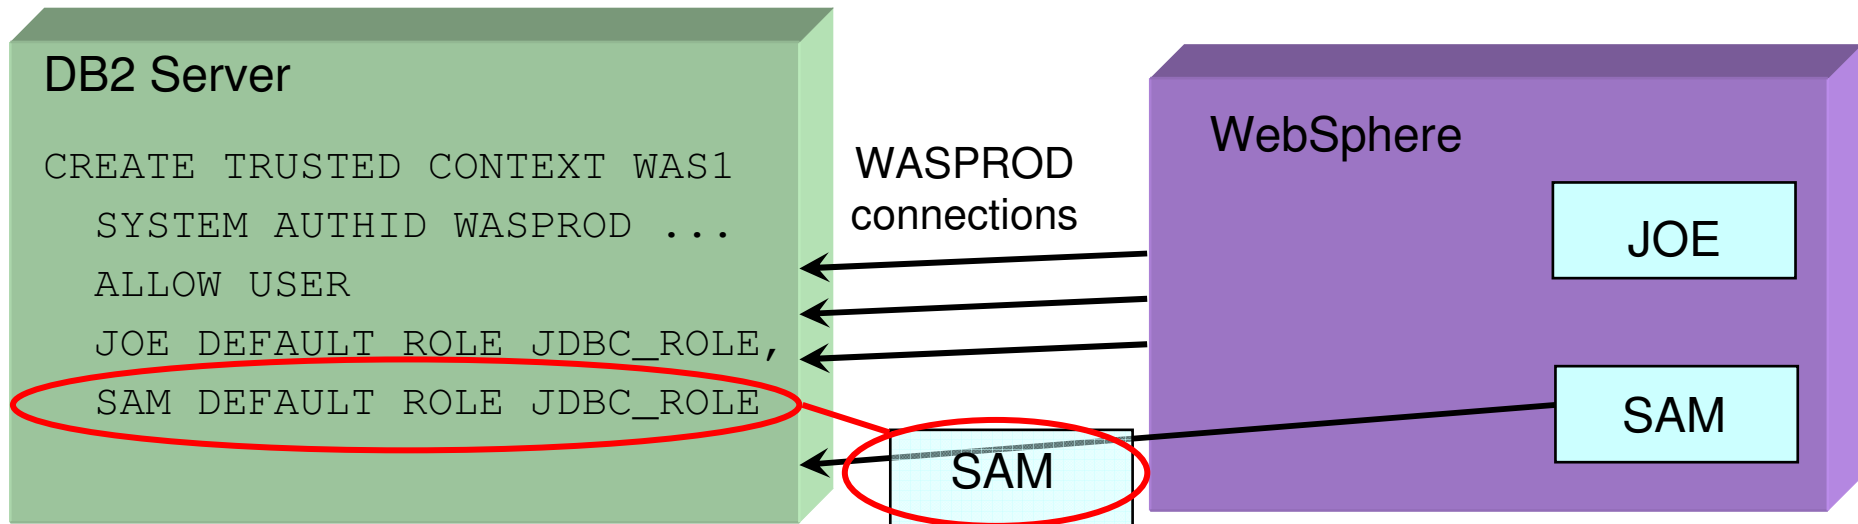 DB2 Server
CREATE TRUSTED CONTEXT WAS1
SYSTEM AUTHID WASPROD ...
ALLOW USER
JOE DEFAULT ROLE JDBC_ROLE,
SAM DEFAULT ROLE JDBC_ROLE
WASPROD
connections
SAM
WebSphere
JOE
SAM